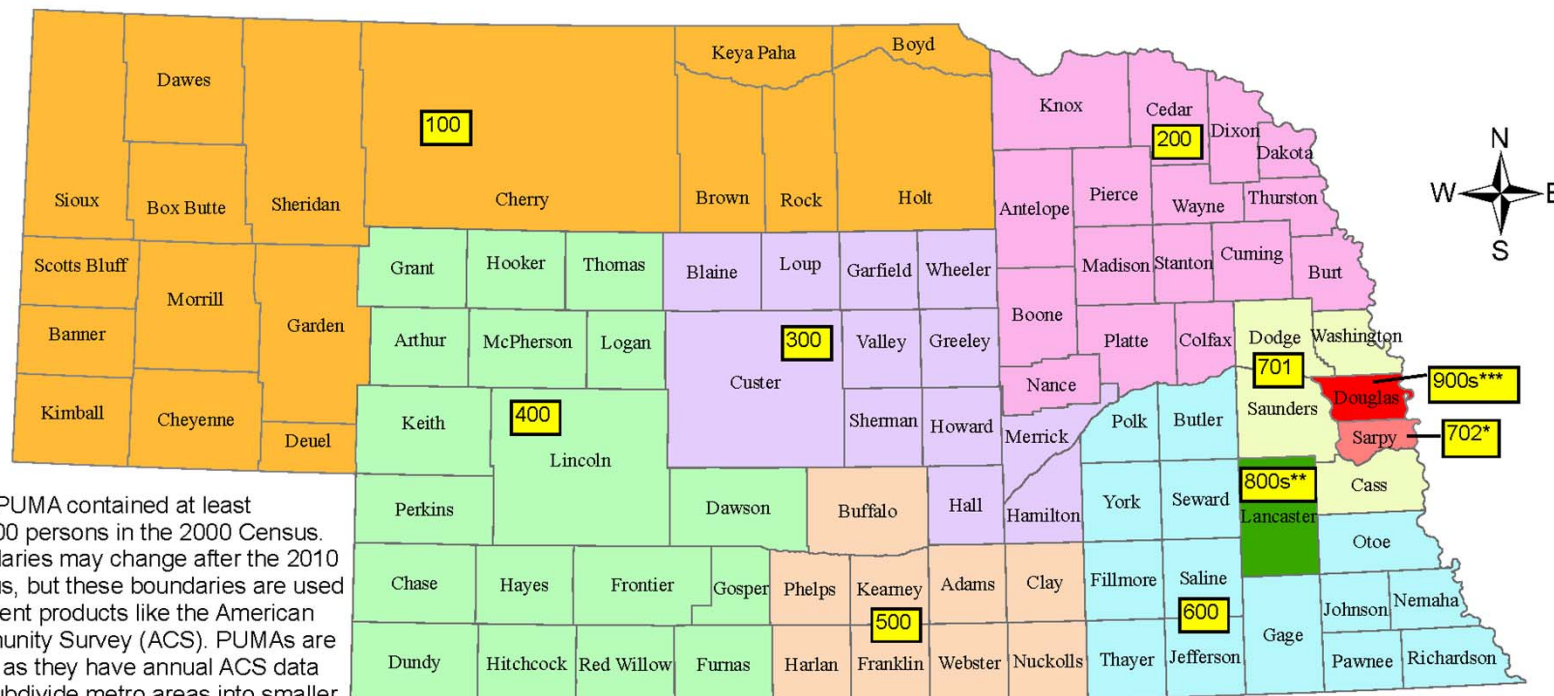 Keya Paha
Boyd
Dawes
Knox
Cedar
100
200
Dixon
Dakota
N
W
E
S
Sioux
Box Butte
Sheridan
Cherry
Brown
Rock
Holt
Antelope
Pierce
Wayne
Thurston
Scotts Bluff
Grant
Hooker
Thomas
Blaine
Loup
Garfield
Wheeler
Madison
Stanton
Cuming
Burt
Morrill
Banner
Garden
Arthur
McPherson
Logan
300
Valley
Greeley
Boone
Platte
Colfax
Dodge
Washington
701
Custer
Nance
Douglas
900s***
Kimball
Cheyenne
Deuel
Keith
400
Lincoln
Sherman
Howard
Merrick
Polk
Butler
Saunders
Sarpy
702*
PUMA contained at least
00 persons in the 2000 Census.
daries may change after the 2010
us, but these boundaries are used
ent products like the American
munity Survey (ACS). PUMAs are
as they have annual ACS data
ubdivide metro areas into smaller
Perkins
Dawson
Buffalo
Hall
Hamilton
York
Seward
800s**
Lancaster
Cass
Otoe
Chase
Hayes
Frontier
Gosper
Phelps
Kearney
Adams
Clay
Fillmore
Saline
Johnson
Nemaha
500
600
Gage
Dundy
Hitchcock
Red Willow
Furnas
Harlan
Franklin
Webster
Nuckolls
Thayer
Jefferson
Pawnee
Richardson